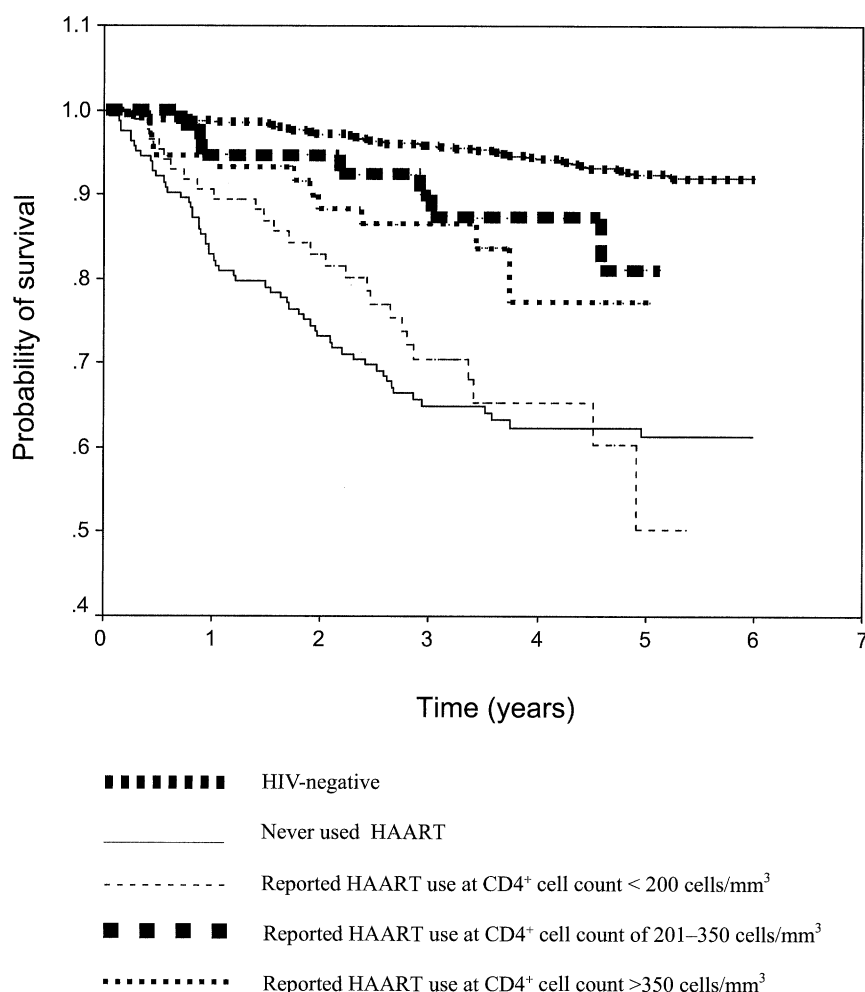 1.1
1.0
.9
.8
.7
.6
.5
.4
0 1 2 3 4 5 6 7
Probability of survival
Time (years)
HIV-negative
Never used HAART
Reported HAART use at CD4⁺ cell count < 200 cells/mm³
Reported HAART use at CD4⁺ cell count of 201–350 cells/mm³
Reported HAART use at CD4⁺ cell count >350 cells/mm³